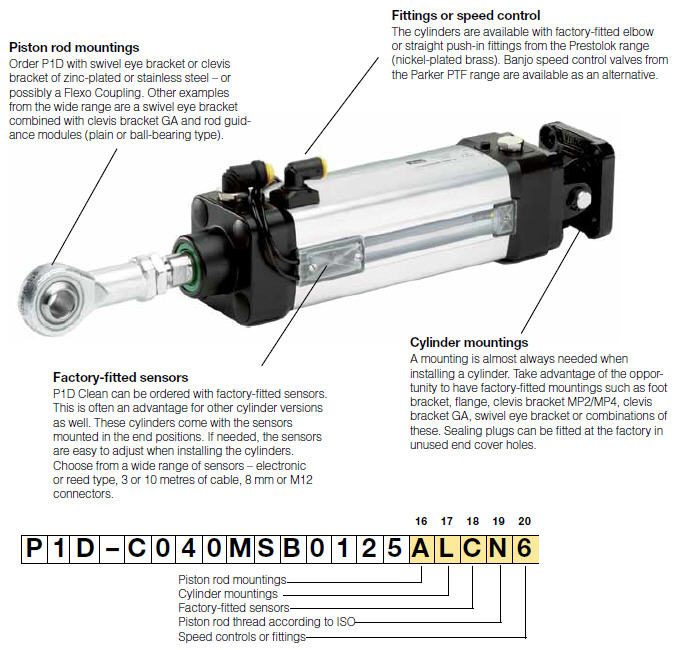 Fittings or speed control
The cylinders are available with factory-fitted elbow
or straight push-in fittings from the Prestolok range
(nickel-plated brass). Banjo speed control valves from
the Parker PTF range are available as an alternative.
Piston rod mountings
Order P1D with swivel eye bracket or clevis
bracket of zinc-plated or stainless steel – or
possibly a Flexo Coupling. Other examples
from the wide range are a swivel eye bracket
combined with clevis bracket GA and rod guid-
ance modules (plain or ball-bearing type).
Cylinder mountings
A mounting is almost always needed when
installing a cylinder. Take advantage of the oppor-
tunity to have factory-fitted mountings such as foot
bracket, flange, clevis bracket MP2/MP4, clevis
bracket GA, swivel eye bracket or combinations of
these. Sealing plugs can be fitted at the factory in
unused end cover holes.
Factory-fitted sensors
P1D Clean can be ordered with factory-fitted sensors.
This is often an advantage for other cylinder versions
as well. These cylinders come with the sensors
mounted in the end positions. If needed, the sensors
are easy to adjust when installing the cylinders.
Choose from a wide range of sensors – electronic
or reed type, 3 or 10 metres of cable, 8 mm or M12
connectors.
16 17 18 19 20
P1D–C040MSB0125ALCN6
Piston rod mountings
Cylinder mountings
Factory-fitted sensors
Piston rod thread according to ISO
Speed controls or fittings